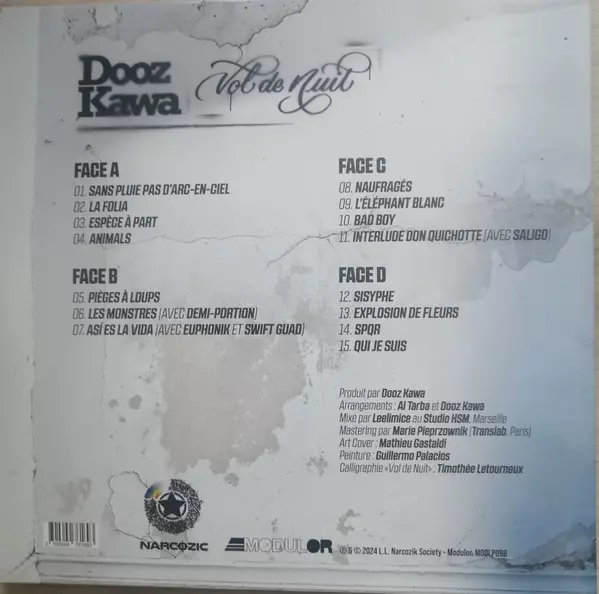 Dooz Kawa Vol de Nuit
FACE A
01. SANS PLUIE PAS D'ARC-EN-CIEL
02. LA FOLIA
03. ESPÈCE À PART
04. ANIMALS
FACE B
05. PIÈGES À LOUPS
06. LES MONSTRES (AVEC DEMI-PORTION)
07. ASÍ ES LA VIDA (AVEC EUPHONIK ET SWIFT GUAD)
FACE C
08. NAUFRAGÉS
09. L'ÉLÉPHANT BLANC
10. BAD BOY
11. INTERLUDE DON QUICHOTTE (AVEC SALIGO)
FACE D
12. SISYPHE
13. EXPLOSION DE FLEURS
14. SPQR
15. QUI JE SUIS
Produit par Dooz Kawa
Arrangements : Al Tarba et Dooz Kawa
Mixé par Leelimice au Studio HSM, Marseille
Mastering par Marie Pieprzownik (Translab, Paris)
Art Cover : Mathieu Gastaldi
Peinture : Guillermo Palacios
Calligraphie «Vol de Nuit» : Timothée Letourneux
NARCOZIC
MODULOR
℗ & © 2024 L.L. Narcozik Society - Modulor. MODLP098